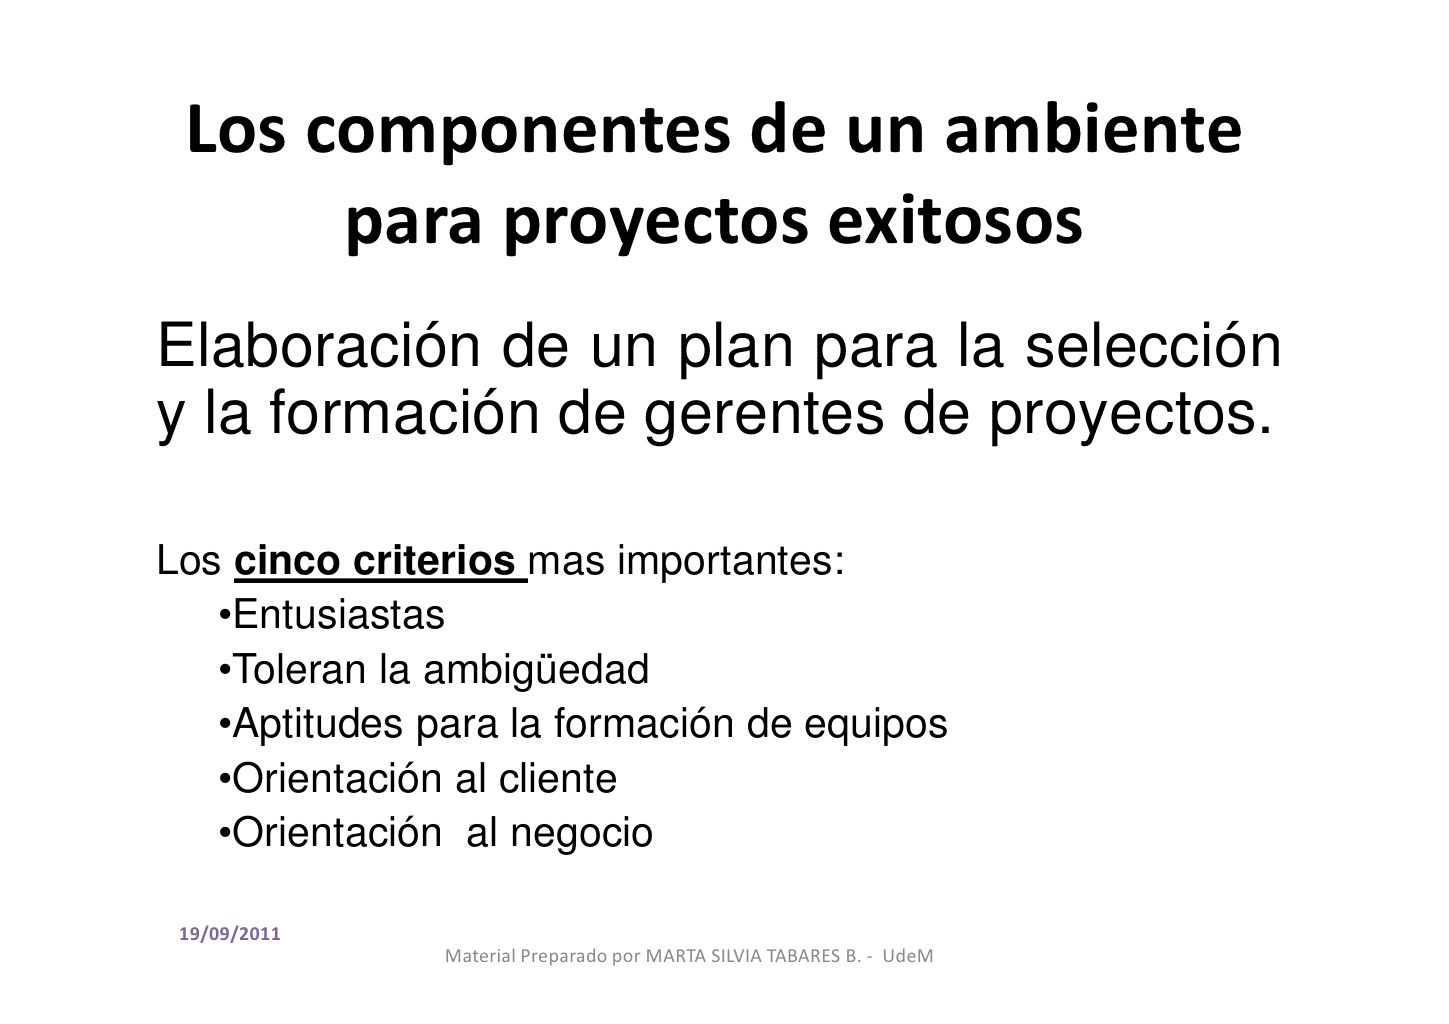 Los componentes de un ambiente
para proyectos exitosos
Elaboración de un plan para la selección
y la formación de gerentes de proyectos.
Los cinco criterios mas importantes:
•Entusiastas
•Toleran la ambigüedad
•Aptitudes para la formación de equipos
•Orientación al cliente
•Orientación  al negocio
19/09/2011
Material Preparado por MARTA SILVIA TABARES B. -  UdeM